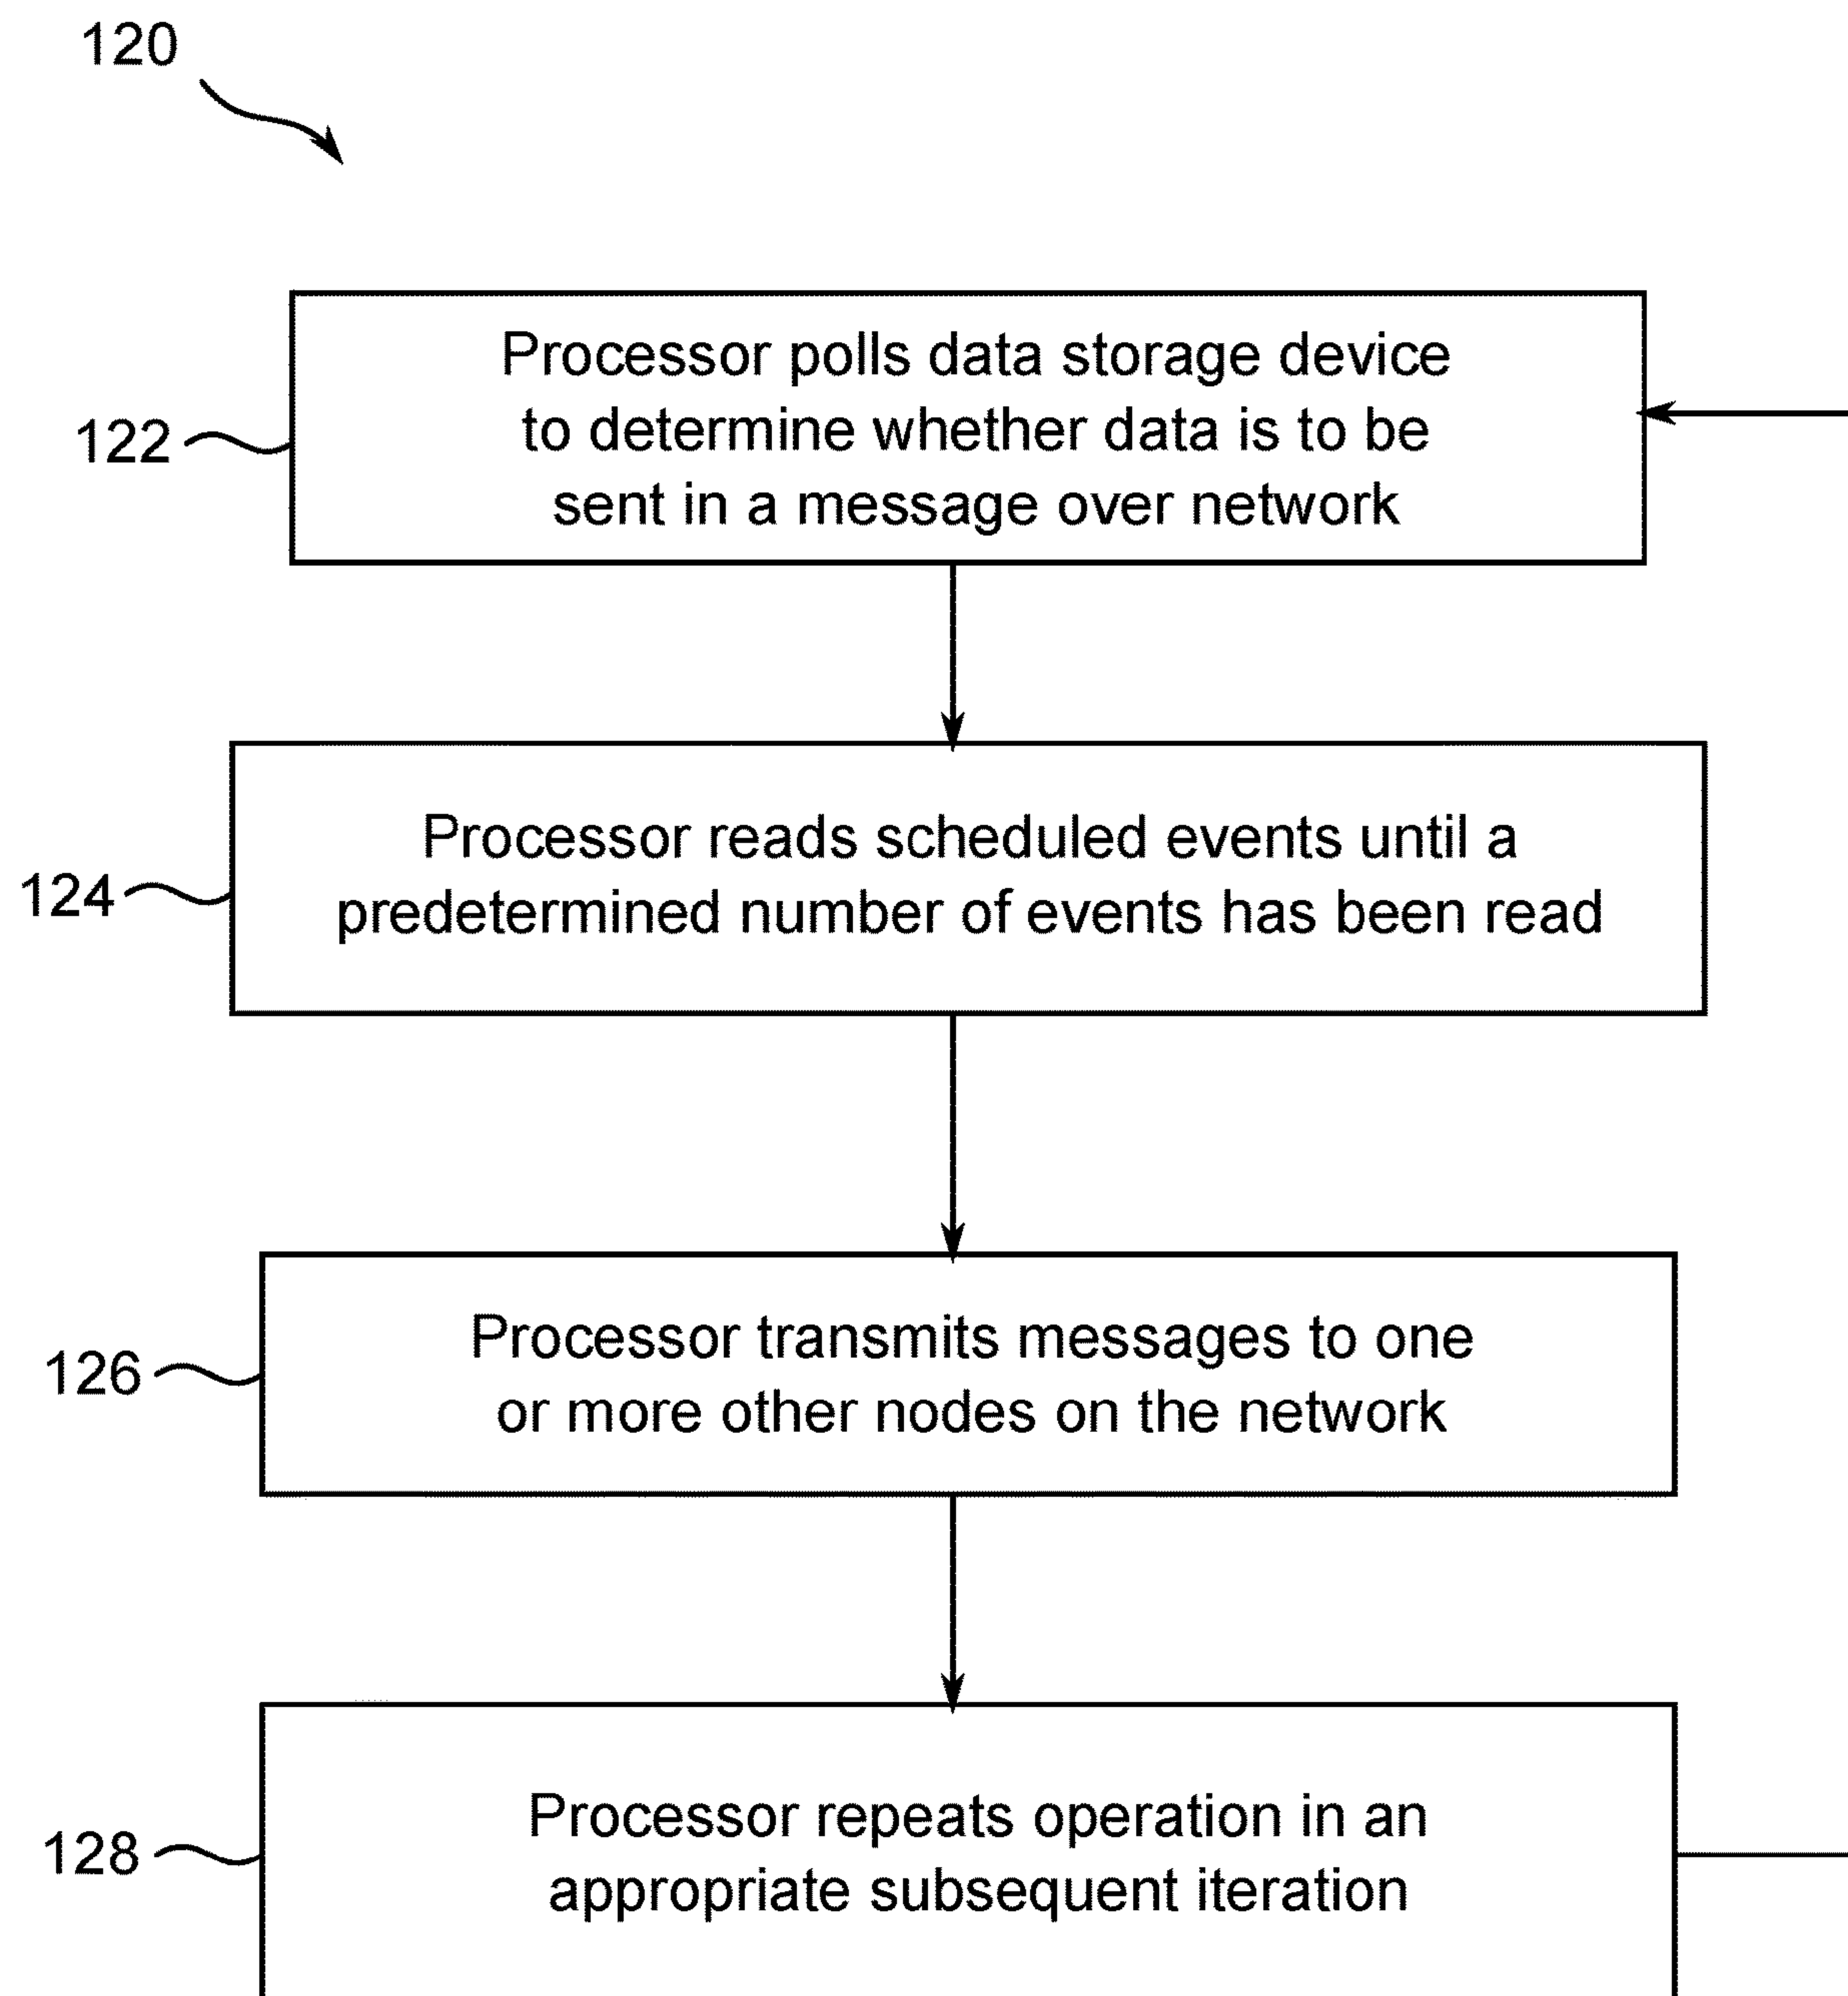 120
Processor polls data storage device
to determine whether data is to be
sent in a message over network
122
Processor reads scheduled events until a
predetermined number of events has been read
124
Processor transmits messages to one
or more other nodes on the network
126
Processor repeats operation in an
appropriate subsequent iteration
128